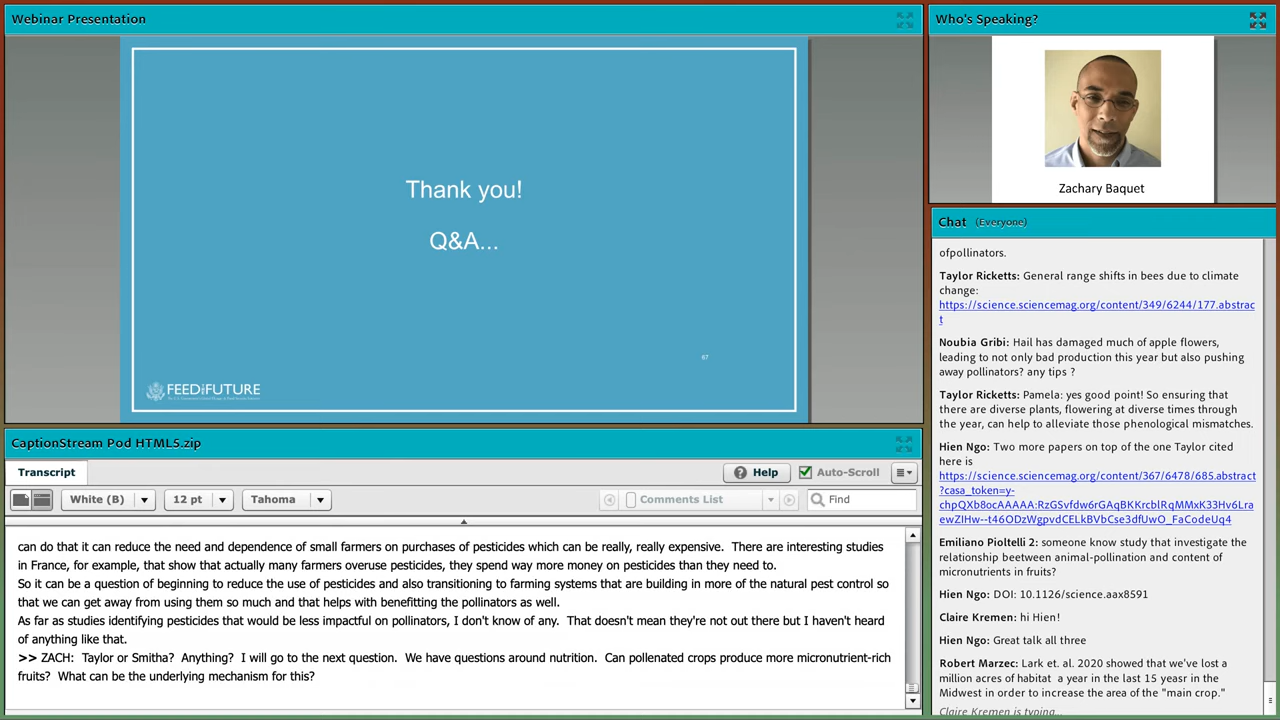 Webinar Presentation
Thank you!
Q&A...
67
FEED THE FUTURE
Who's Speaking?
Zachary Baquet
Chat (Everyone)
ofpollinators.
Taylor Ricketts: General range shifts in bees due to climate
change:
https://science.sciencemag.org/content/349/6244/177.abstrac
t
Noubia Gribi: Hail has damaged much of apple flowers,
leading to not only bad production this year but also pushing
away pollinators? any tips ?
Taylor Ricketts: Pamela: yes good point! So ensuring that
there are diverse plants, flowering at diverse times through
the year, can help to alleviate those phenological mismatches.
Hien Ngo: Two more papers on top of the one Taylor cited
here is
https://science.sciencemag.org/content/367/6478/685.abstract
?casa_token=y-
chpQXb8ocAAAAA:RzGSvfdw6rGAqBKKrcblRqMMxK33Hv6Lra
ewZIHw--t46ODzWgpvdCELkBVbCse3dfUwO_FaCodeUq4
Emiliano Pioltelli 2: someone know study that investigate the
relationship beetween animal-pollination and content of
micronutrients in fruits?
Hien Ngo: DOI: 10.1126/science.aax8591
Claire Kremen: hi Hien!
Hien Ngo: Great talk all three
Robert Marzec: Lark et. al. 2020 showed that we've lost a
million acres of habitat a year in the last 15 yesar in the
Midwest in order to increase the area of the "main crop."
Claire Kremen is typing...
CaptionStream Pod HTML5.zip
Transcript
Help
Auto-Scroll
White (B)
12 pt
Tahoma
Comments List
Find
can do that it can reduce the need and dependence of small farmers on purchases of pesticides which can be really, really expensive. There are interesting studies
in France, for example, that show that actually many farmers overuse pesticides, they spend way more money on pesticides than they need to.
So it can be a question of beginning to reduce the use of pesticides and also transitioning to farming systems that are building in more of the natural pest control so
that we can get away from using them so much and that helps with benefitting the pollinators as well.
As far as studies identifying pesticides that would be less impactful on pollinators, I don't know of any. That doesn't mean they're not out there but I haven't heard
of anything like that.
>> ZACH: Taylor or Smitha? Anything? I will go to the next question. We have questions around nutrition. Can pollenated crops produce more micronutrient-rich
fruits? What can be the underlying mechanism for this?